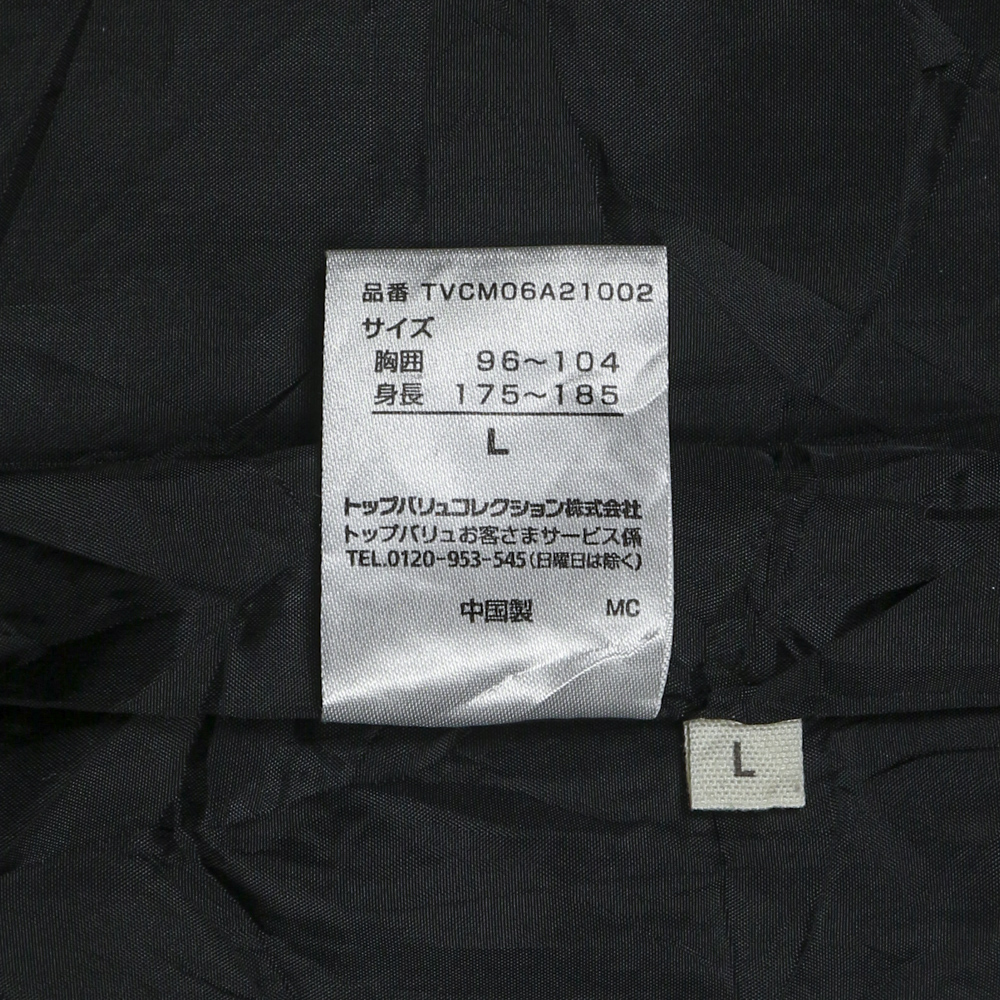 品番 TVCM06A21002
サイズ
胸囲 96～104
身長 175～185
L
トップバリュコレクション株式会社
トップバリュお客さまサービス係
TEL.0120-953-545(日曜日は除く)
中国製 MC
L